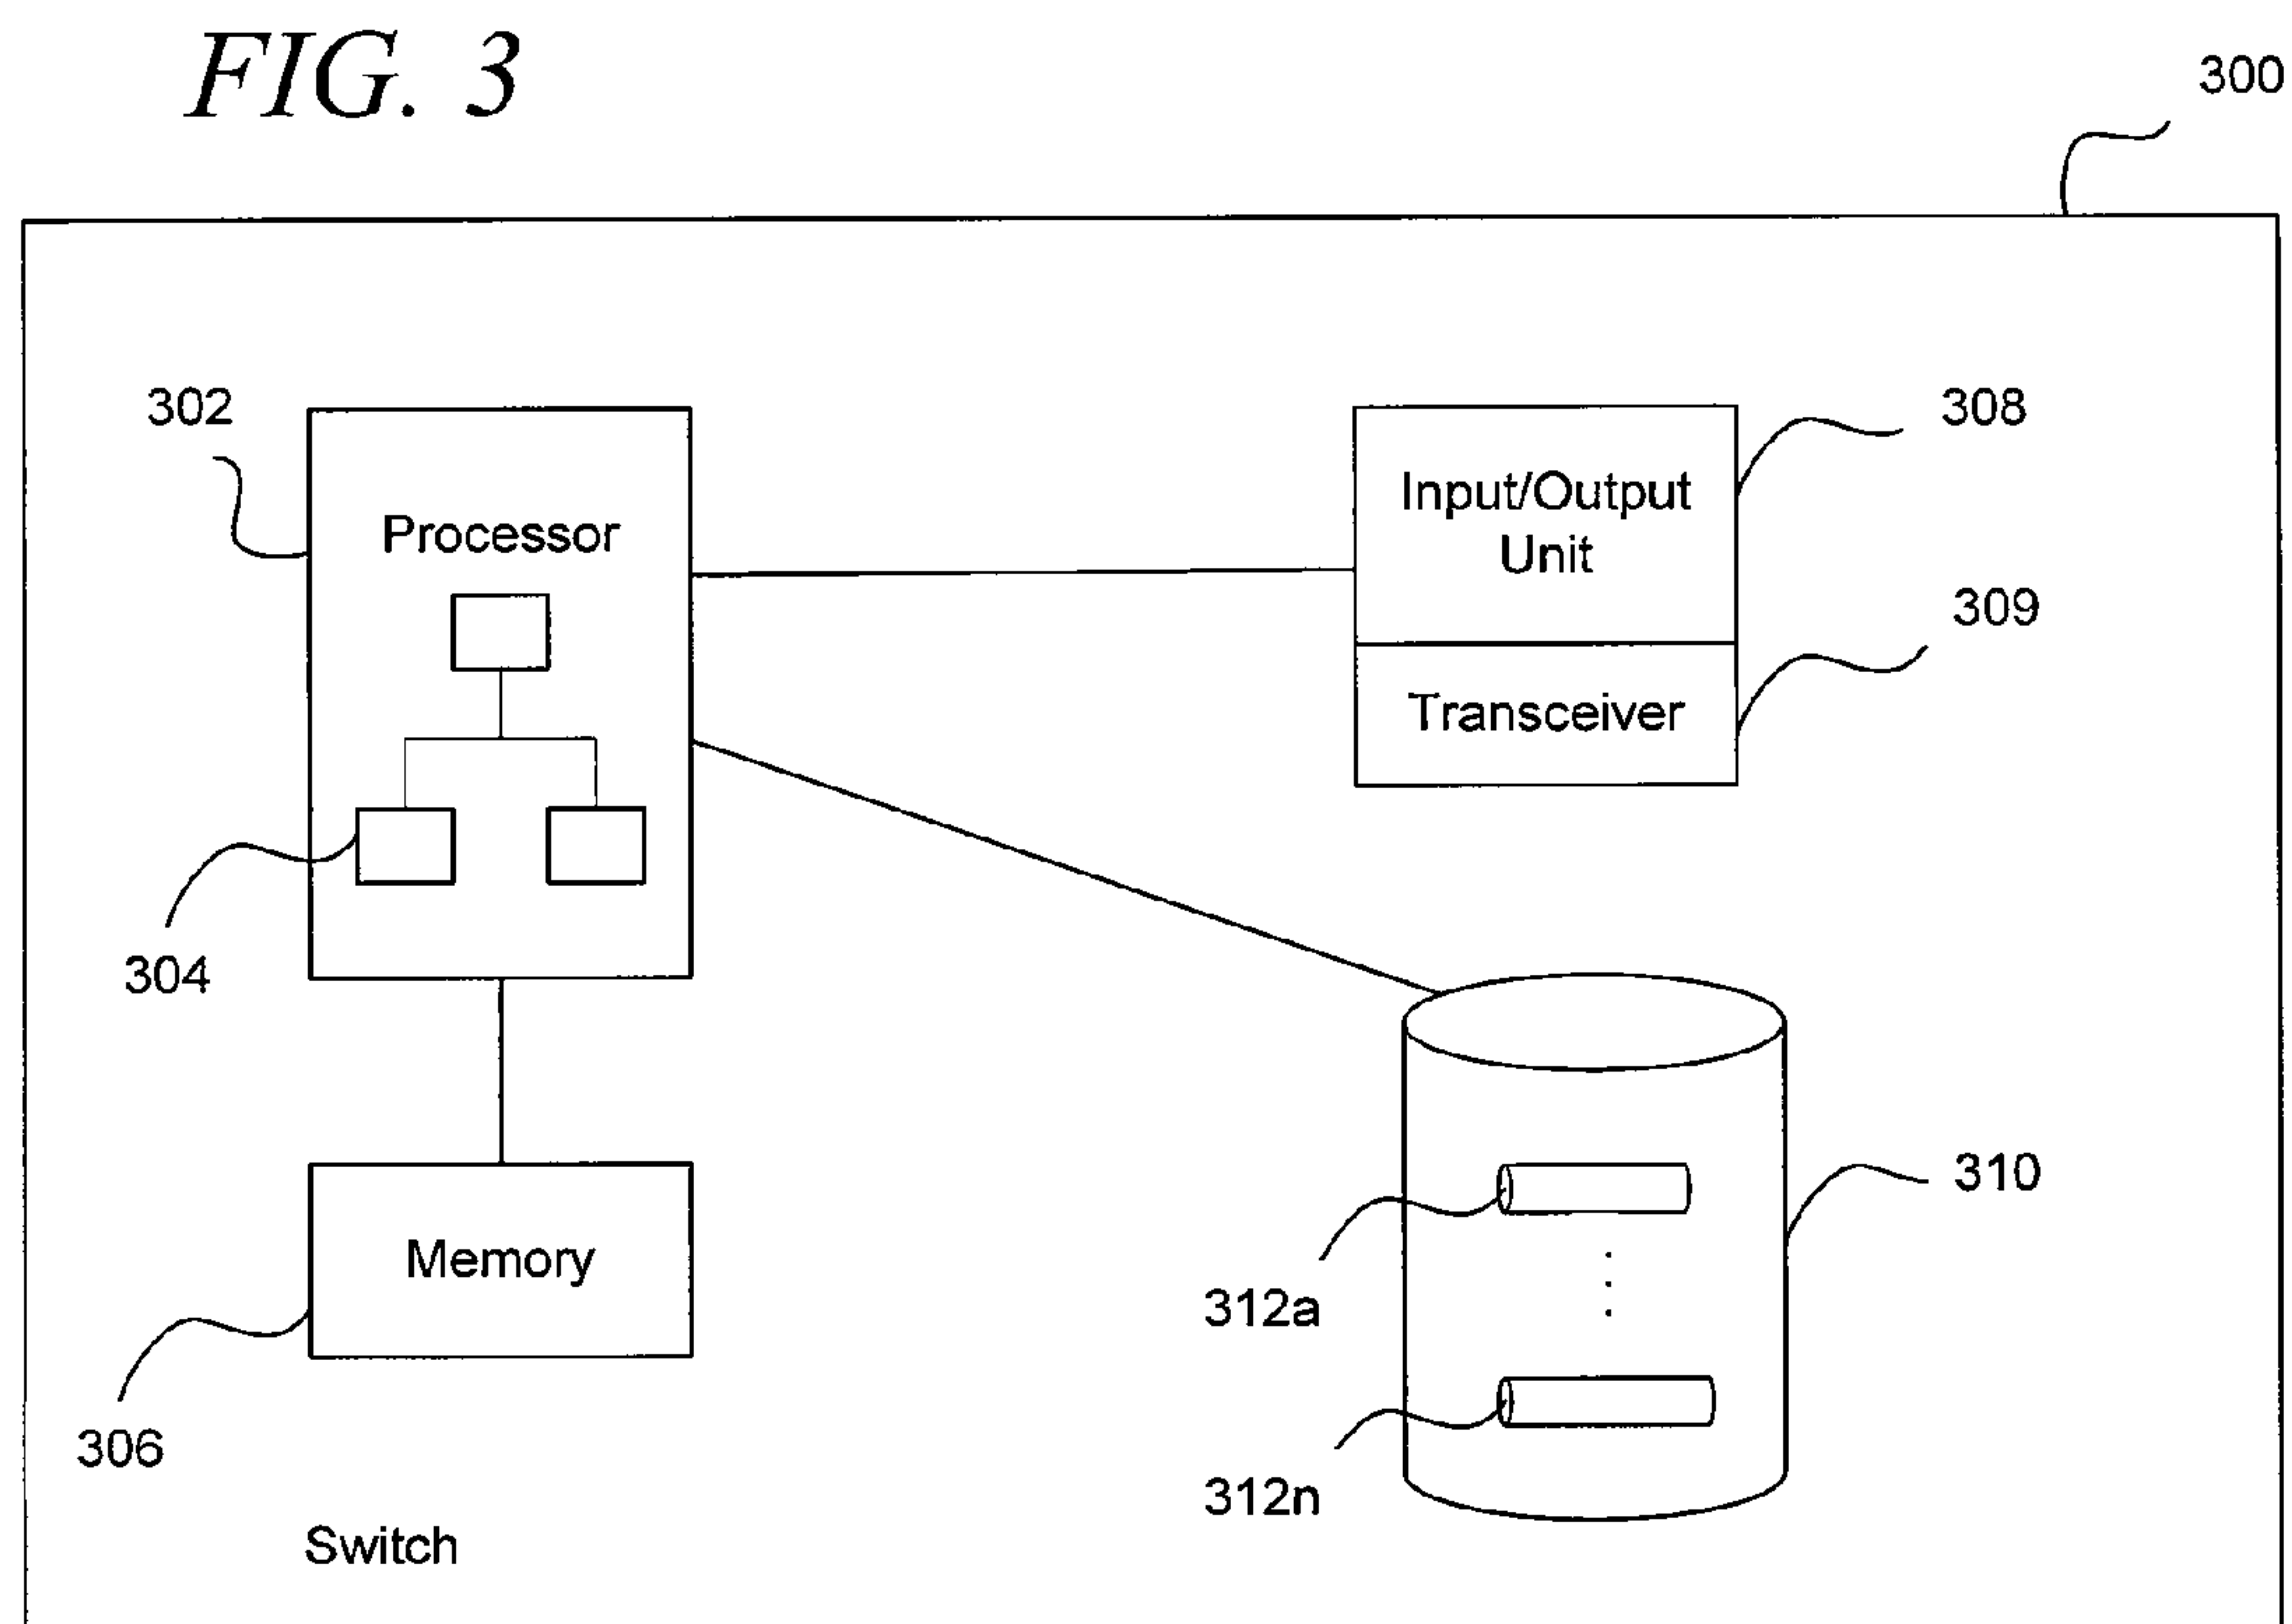 FIG. 3
300
302
Processor
304
Input/Output
Unit
308
309
Transceiver
310
312a
312n
Memory
306
Switch